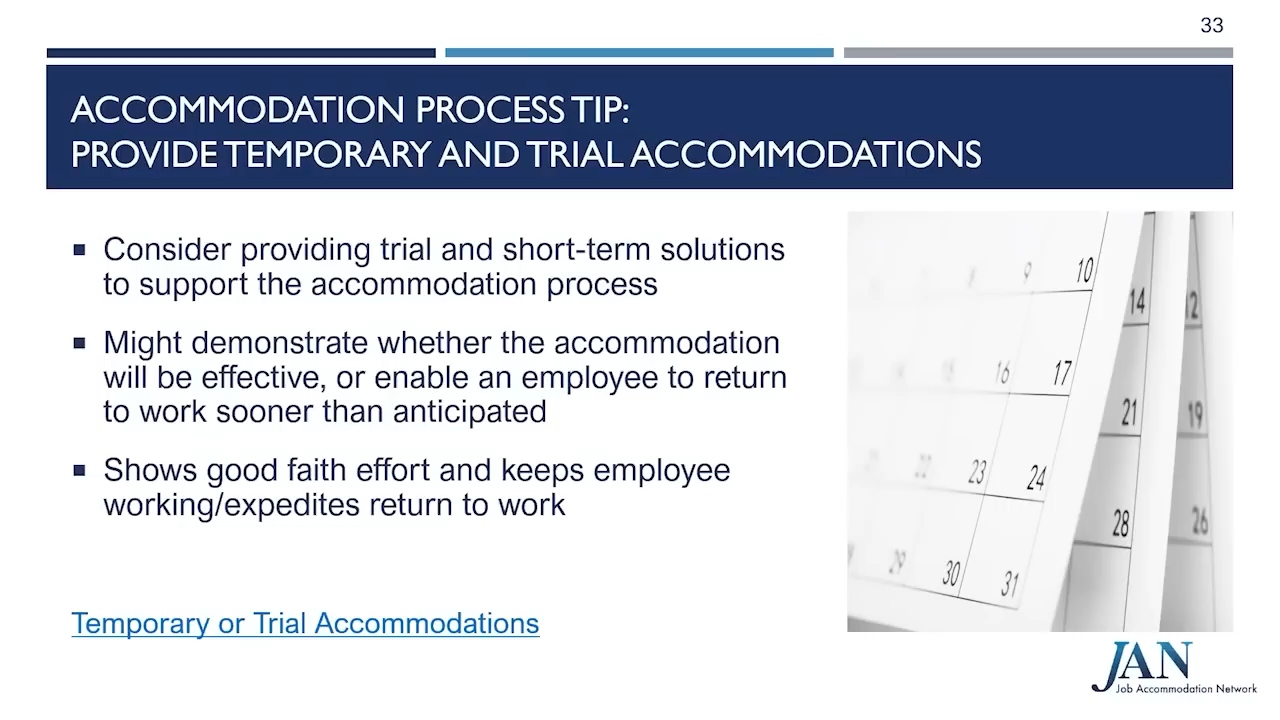 33
ACCOMMODATION PROCESS TIP:
PROVIDE TEMPORARY AND TRIAL ACCOMMODATIONS
▪ Consider providing trial and short-term solutions
to support the accommodation process
▪ Might demonstrate whether the accommodation
will be effective, or enable an employee to return
to work sooner than anticipated
▪ Shows good faith effort and keeps employee
working/expedites return to work
Temporary or Trial Accommodations
9 10
16 17
22 23 24
29 30 31
14
21
28
12
19
26
JAN
Job Accommodation Network